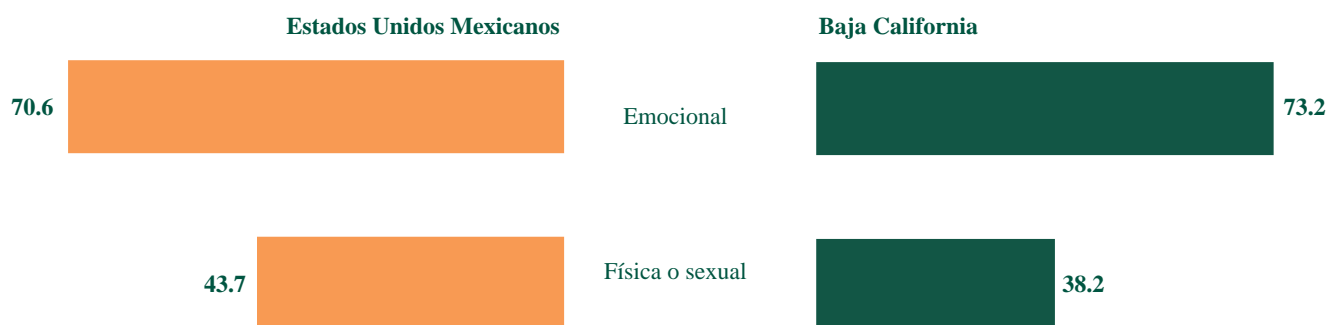 Estados Unidos Mexicanos
Baja California
70.6
Emocional
73.2
43.7
Física o sexual
38.2